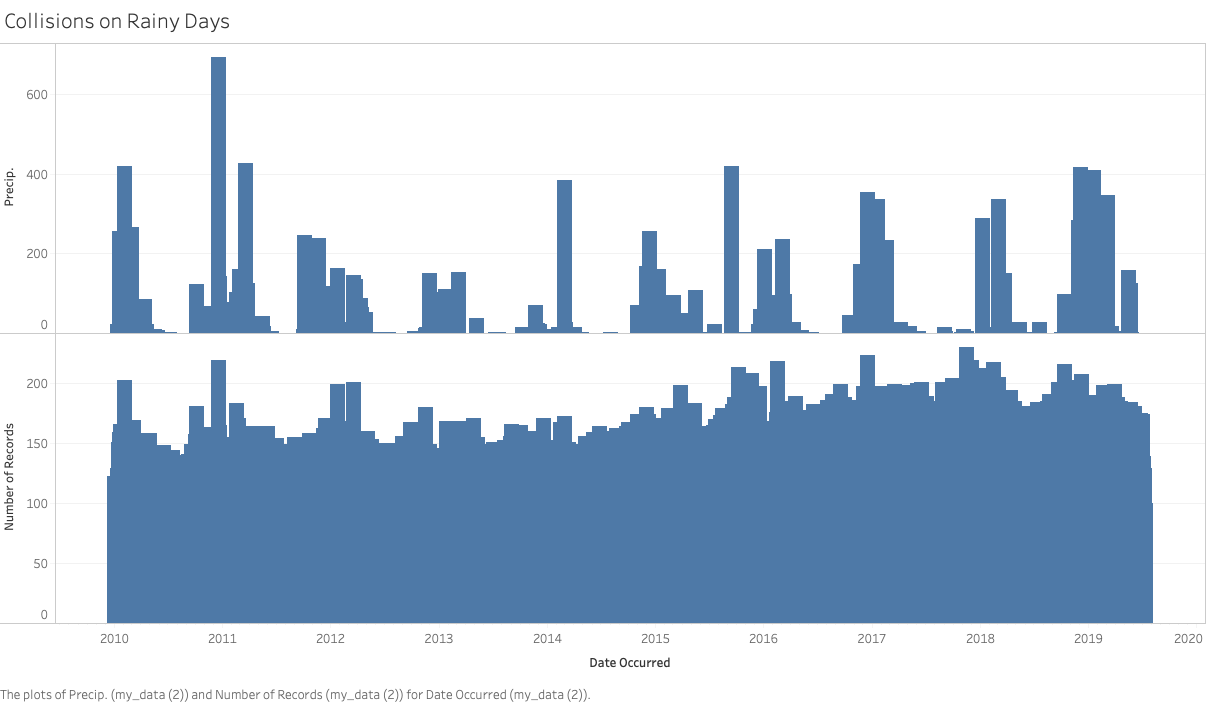 Collisions on Rainy Days
600
400
200
0
Precip.
200
150
100
50
0
Number of Records
2010 2011 2012 2013 2014 2015 2016 2017 2018 2019 2020
Date Occurred
The plots of Precip. (my_data (2)) and Number of Records (my_data (2)) for Date Occurred (my_data (2)).